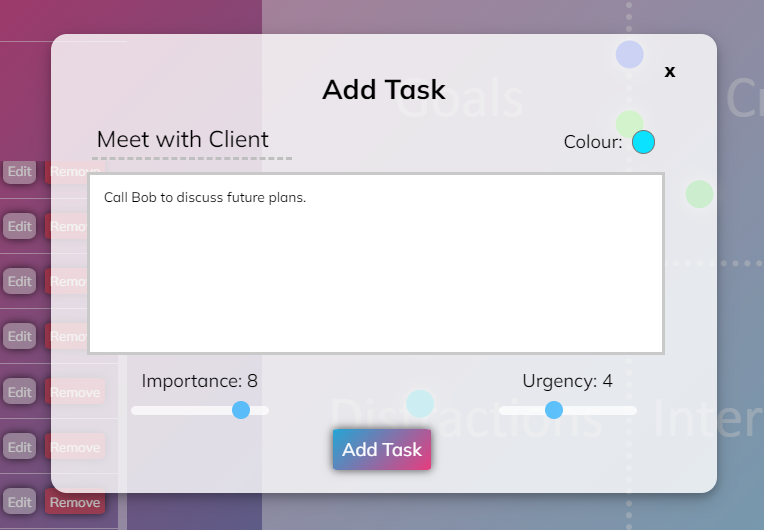 Add Task
x
Goals
Cr
Meet with Client
Colour:
Call Bob to discuss future plans.
Edit Remove
Edit Remove
Edit Remove
Edit Remove
Importance: 8
Urgency: 4
Edit Remove
Distractions
Inter
Add Task
Edit Remove
Edit Remove